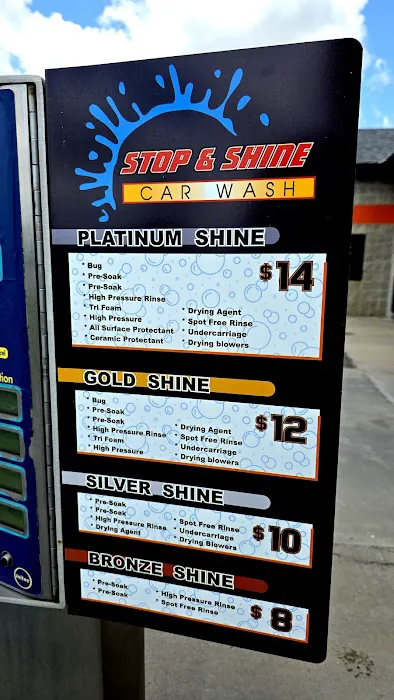 STOP & SHINE
CAR WASH
PLATINUM SHINE
$14
• Bug
• Pre-Soak
• Pre-Soak
• High Pressure Rinse
• Tri Foam
• High Pressure
• All Surface Protectant
• Ceramic Protectant
• Drying Agent
• Spot Free Rinse
• Undercarriage
• Drying blowers
GOLD SHINE
$12
• Bug
• Pre-Soak
• Pre-Soak
• High Pressure Rinse
• Tri Foam
• High Pressure
• Drying Agent
• Spot Free Rinse
• Undercarriage
• Drying blowers
SILVER SHINE
$10
• Pre-Soak
• Pre-Soak
• High Pressure Rinse
• Drying Agent
• Spot Free Rinse
• Undercarriage
• Drying Blowers
BRONZE SHINE
$8
• Pre-Soak
• Pre-Soak
• High Pressure Rinse
• Spot Free Rinse